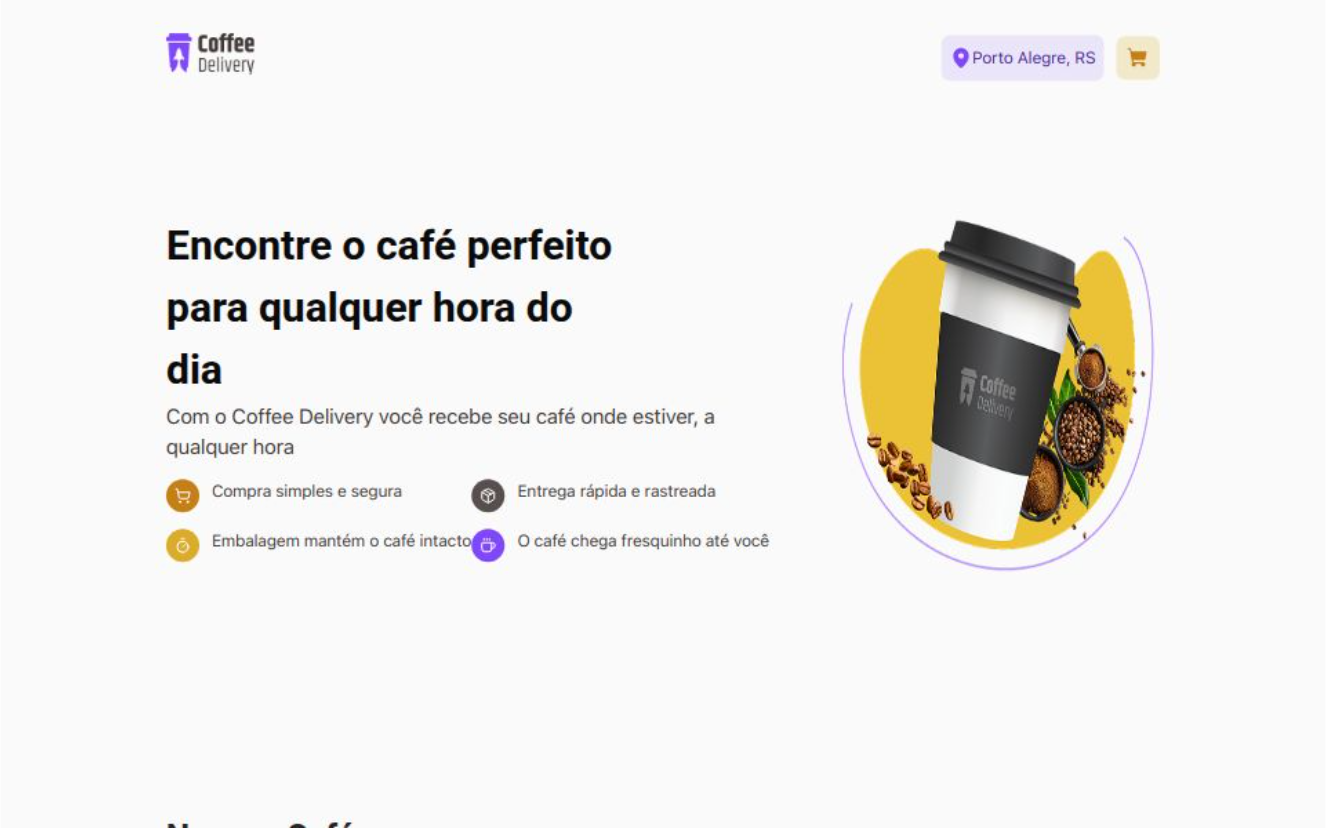 Coffee
Delivery
Porto Alegre, RS
Encontre o café perfeito
para qualquer hora do
dia
Com o Coffee Delivery você recebe seu café onde estiver, a
qualquer hora
Compra simples e segura
Entrega rápida e rastreada
Embalagem mantém o café intacto
O café chega fresquinho até você
Coffee
Delivery